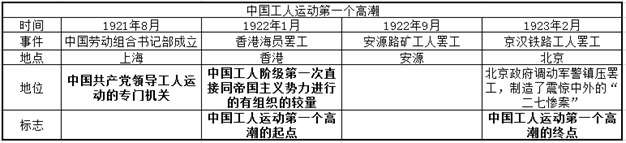 中国工人运动第一个高潮
时间 1921年8月 1922年1月 1922年9月 1923年2月
事件 中国劳动组合书记部成立 香港海员罢工 安源路矿工人罢工 京汉铁路工人罢工
地点 上海 香港 安源 北京
地位 中国共产党领导工人运动的专门机关 中国工人阶级第一次直接同帝国主义势力进行的有组织的较量 北京政府调动军警镇压罢工，制造了震惊中外的“二七惨案”
标志 中国工人运动第一个高潮的起点 中国工人运动第一个高潮的终点